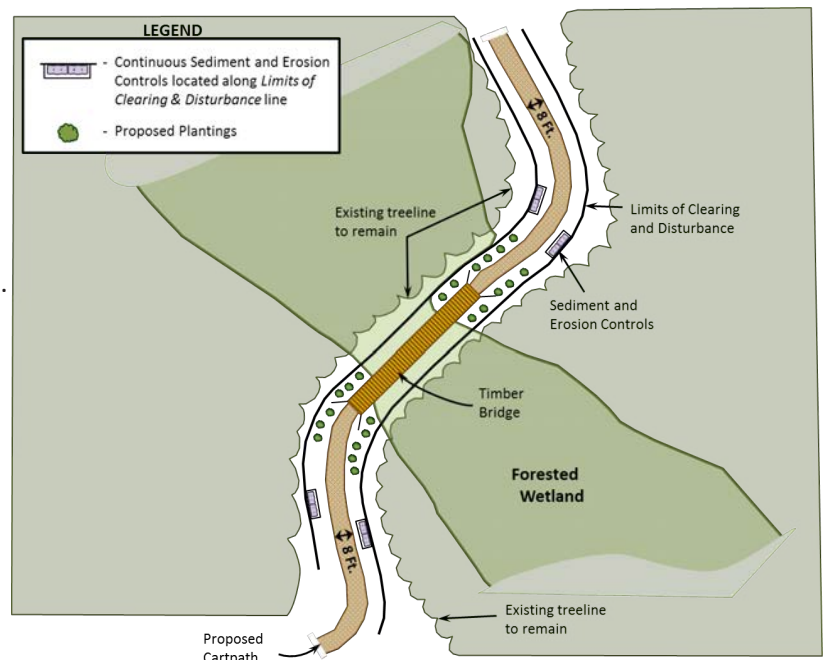 LEGEND
- Continuous Sediment and Erosion
Controls located along Limits of
Clearing & Disturbance line
- Proposed Plantings
8 Ft.
Existing treeline
to remain
Limits of Clearing
and Disturbance
Sediment and
Erosion Controls
Timber
Bridge
Forested
Wetland
8 Ft.
Existing treeline
to remain
Proposed
Cartpath